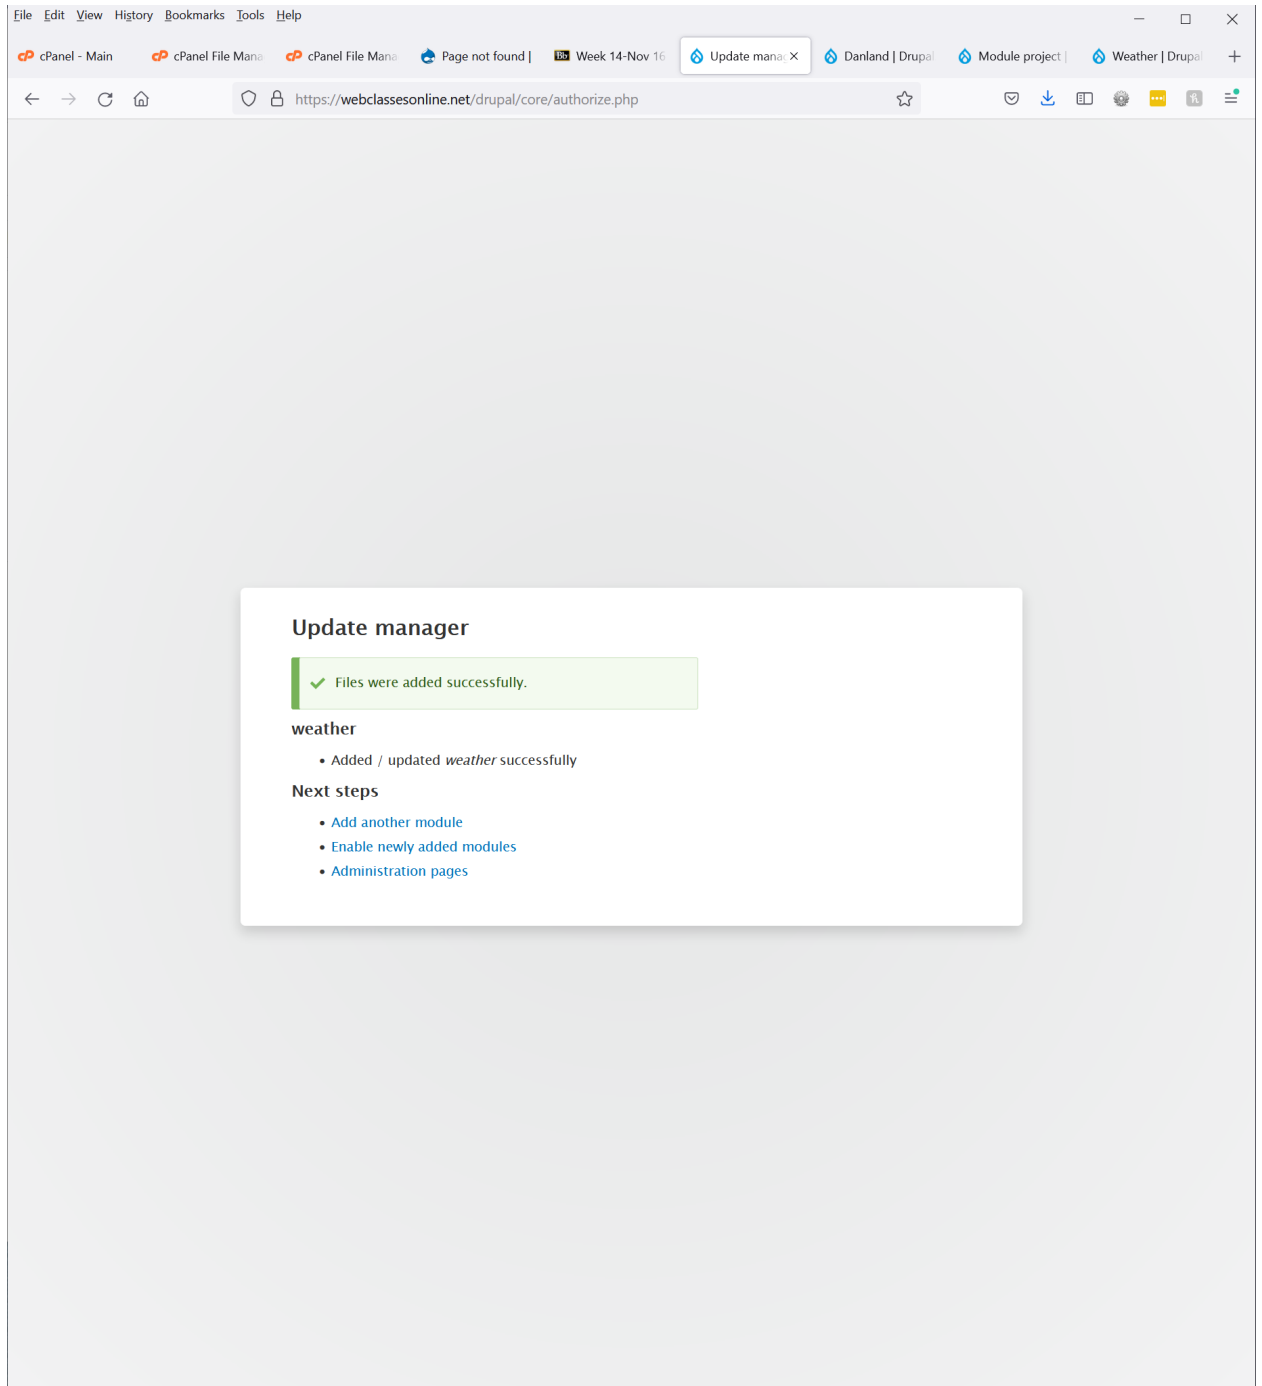 File Edit View History Bookmarks Tools Help
cPanel - Main cPanel File Mana cPanel File Mana Page not found | Bb Week 14-Nov 16 Update mana Danland | Drupal Module project | Weather | Drupal
https://webclassesonline.net/drupal/core/authorize.php
Update manager
Files were added successfully.
weather
• Added / updated weather successfully
Next steps
• Add another module
• Enable newly added modules
• Administration pages